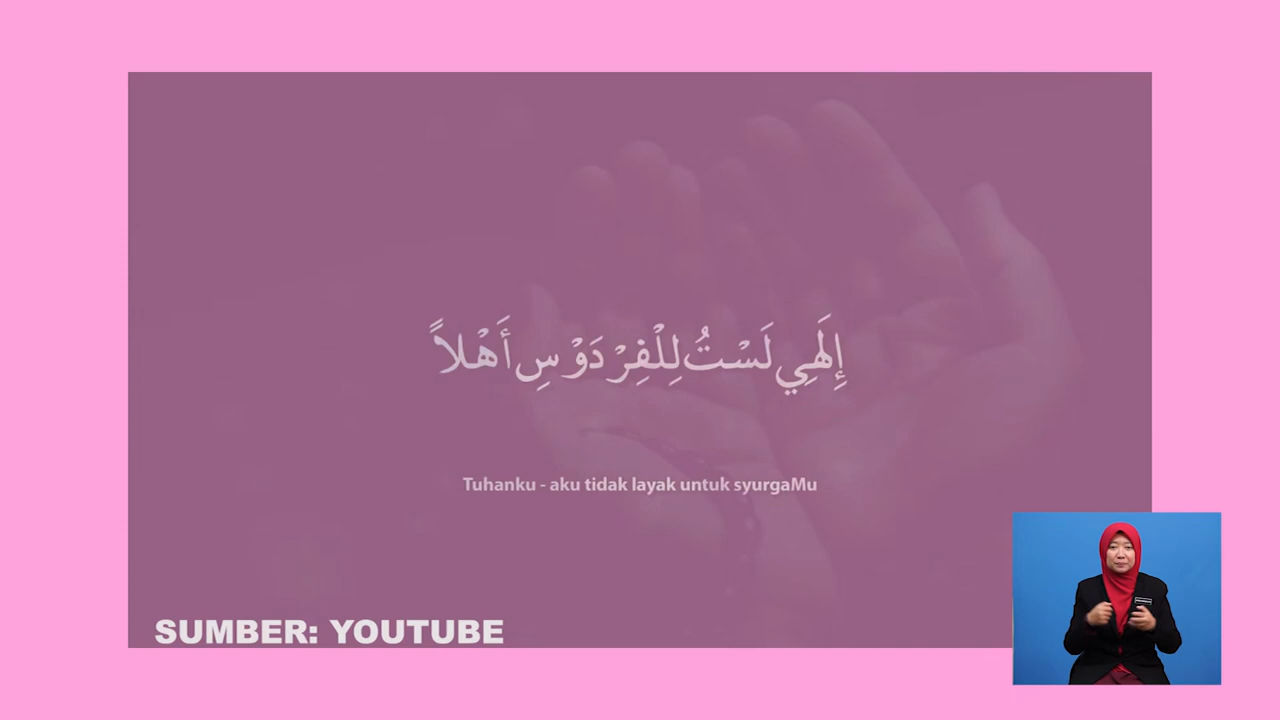 إِلَهِي لَسْتُ لِلْفِرْدَوْسِ أَهْلاً
Tuhanku - aku tidak layak untuk syurgaMu
SUMBER: YOUTUBE